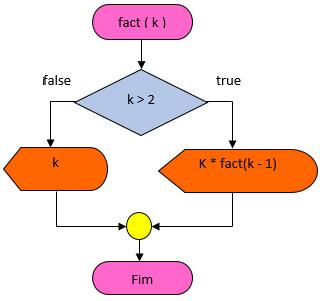 fact ( k )
false
true
k > 2
k
K * fact(k - 1)
Fim